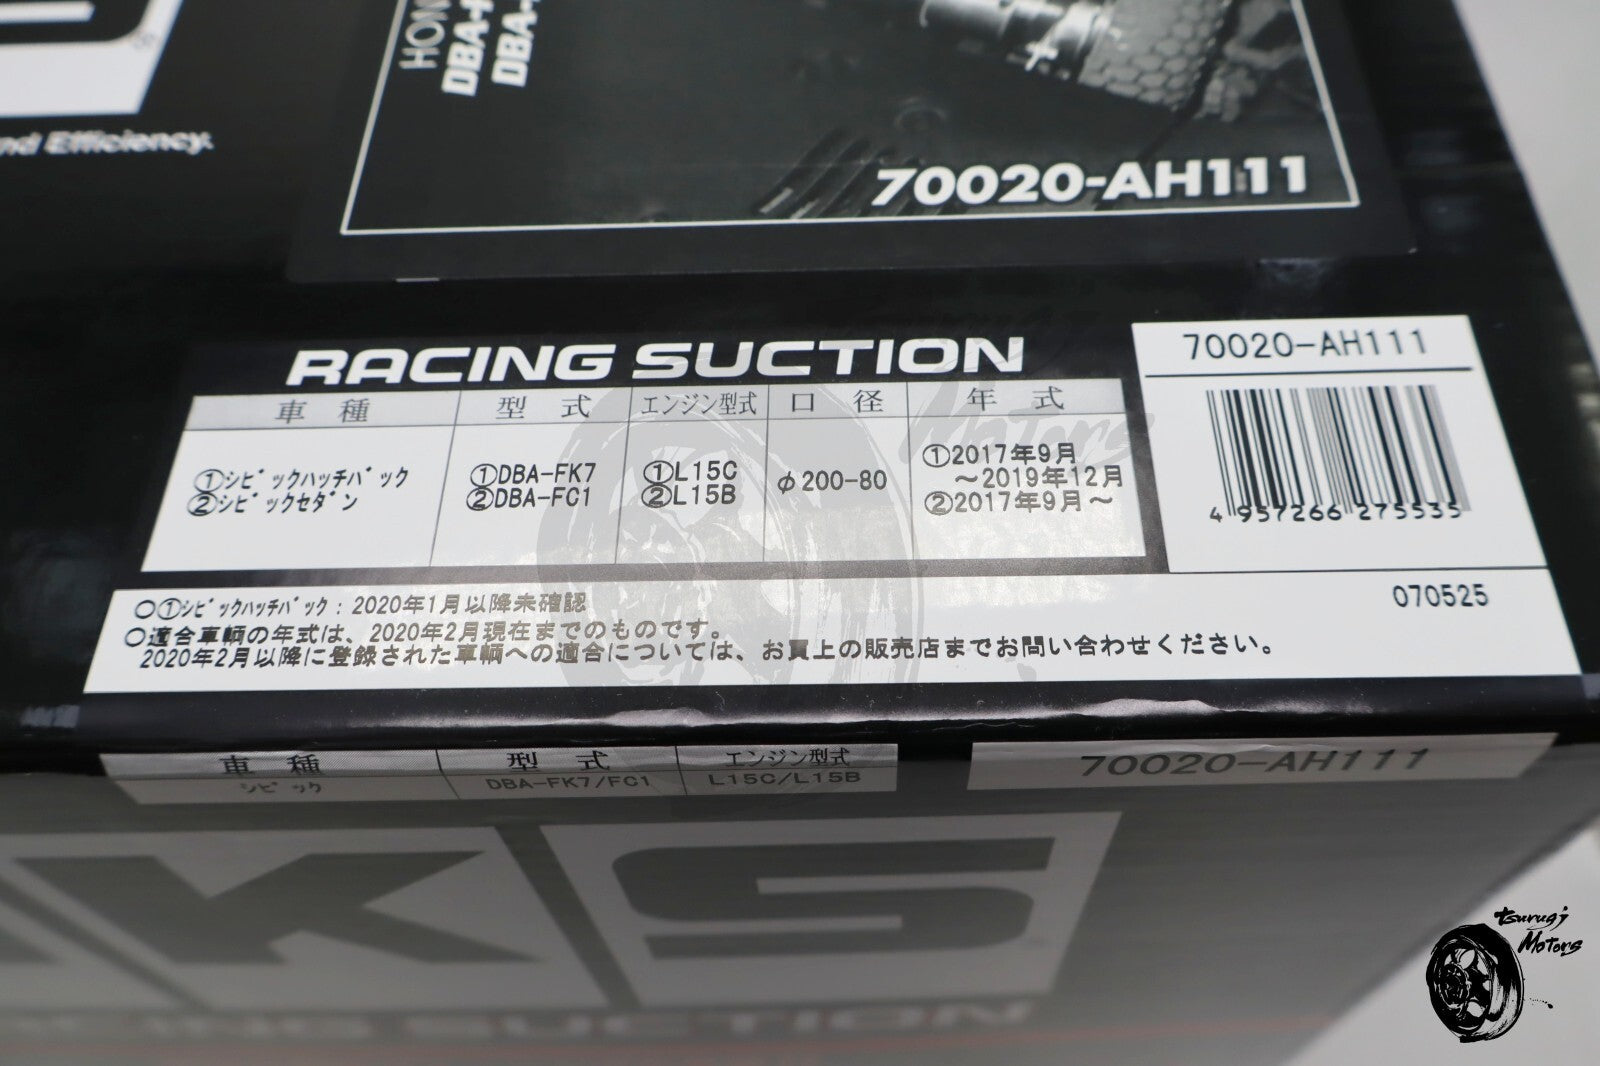 HON
DBA-
DBA-
nd Efficiency.
70020-AH111
RACING SUCTION
車種 型式 エンジン型式 口径 年式
①シビックハッチバック ①DBA-FK7 ①L15C φ200-80 ①2017年9月
～2019年12月
②シビックセダン ②DBA-FC1 ②L15B ②2017年9月～
70020-AH111
4 957266 275535
〇①シビックハッチバック：2020年1月以降未確認
〇適合車輌の年式は、2020年2月現在までのものです。
2020年2月以降に登録された車輌への適合については、お買上の販売店までお問い合わせください。
070525
車種 型式 エンジン型式
シビック DBA-FK7/FC1 L15C/L15B
70020-AH111
KS
SUCTION
Tsurugi
Motors